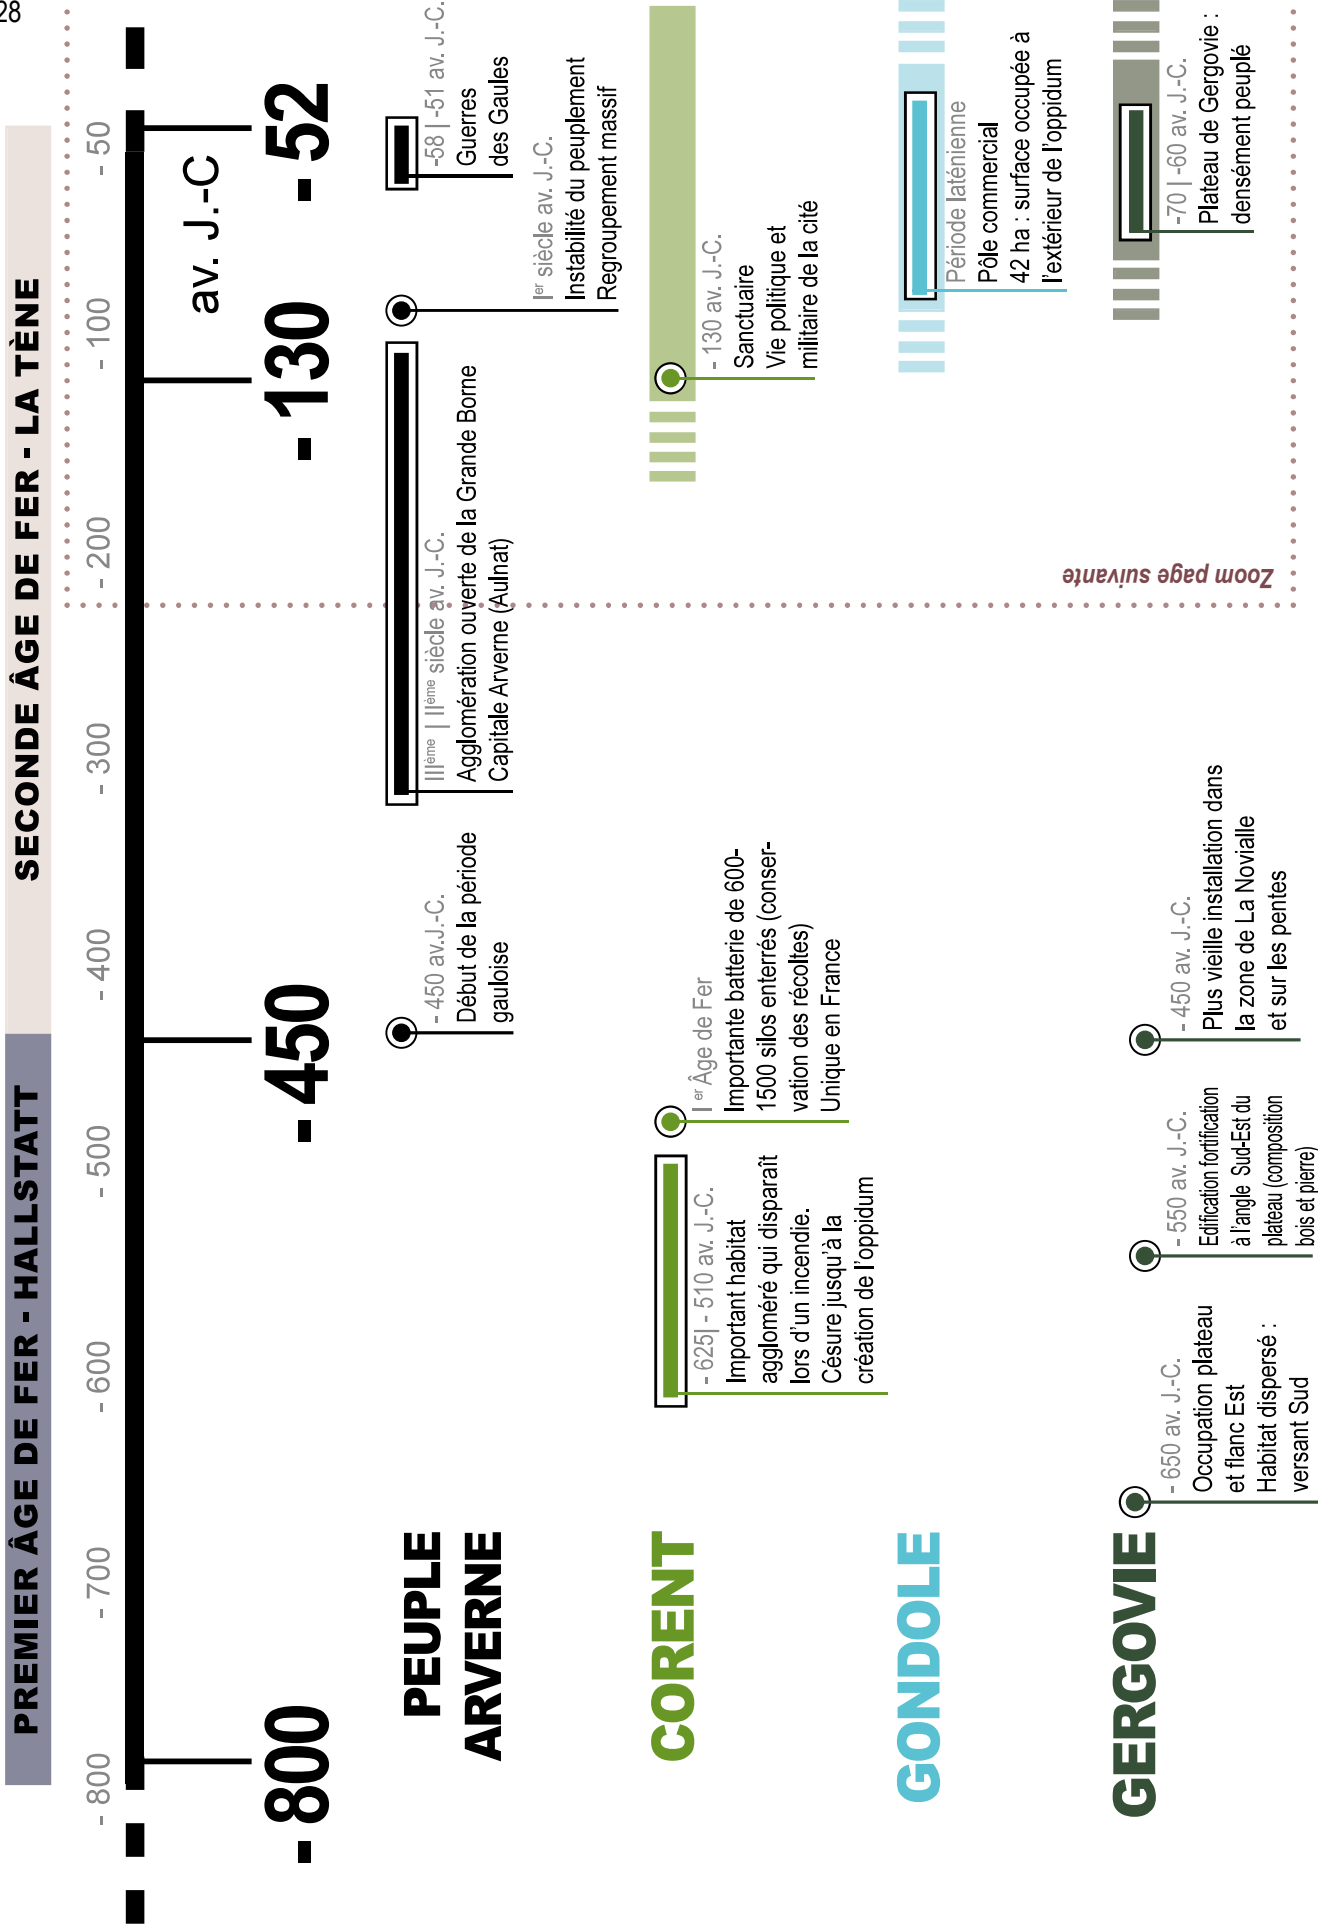 28
PREMIER ÂGE DE FER - HALLSTATT
SECONDE ÂGE DE FER - LA TÈNE
- 800
- 700
- 600
- 500
- 400
- 300
- 200
- 100
- 50
av. J.-C
- 800
- 450
- 130
- 52
PEUPLE
ARVERNE
- 450 av.J.-C.
Début de la période
gauloise
IIIème | IIème siècle av. J.-C.
Agglomération ouverte de la Grande Borne
Capitale Arverne (Aulnat)
Ier siècle av. J.-C.
Instabilité du peuplement
Regroupement massif
-58 | -51 av. J.-C.
Guerres
des Gaules
CORENT
- 625| - 510 av. J.-C.
Important habitat
aggloméré qui disparaît
lors d'un incendie.
Césure jusqu'à la
création de l'oppidum
I er Âge de Fer
Importante batterie de 600-
1500 silos enterrés (conser-
vation des récoltes)
Unique en France
- 130 av. J.-C.
Sanctuaire
Vie politique et
militaire de la cité
GONDOLE
Période laténienne
Pôle commercial
42 ha : surface occupée à
l'extérieur de l'oppidum
GERGOVIE
- 650 av. J.-C.
Occupation plateau
et flanc Est
Habitat dispersé :
versant Sud
- 550 av. J.-C.
Edification fortification
à l'angle Sud-Est du
plateau (composition
bois et pierre)
- 450 av. J.-C.
Plus vieille installation dans
la zone de La Novialle
et sur les pentes
-70 | -60 av. J.-C.
Plateau de Gergovie :
densément peuplé
Zoom page suivante